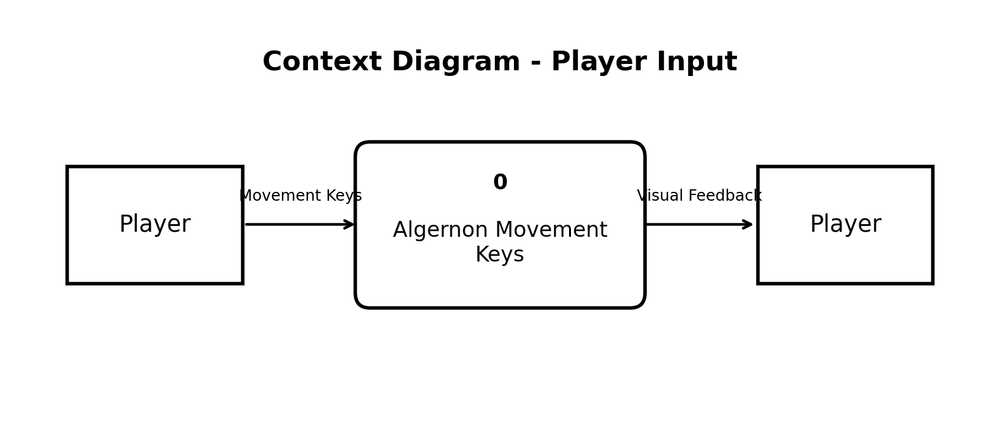 Context Diagram - Player Input
Player
Movement Keys
0
Algernon Movement
Keys
Visual Feedback
Player